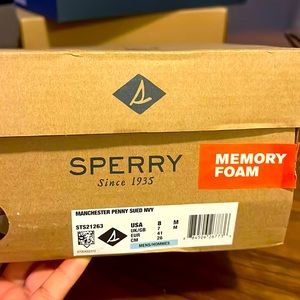 SPERRY
Since 1935
MEMORY
FOAM
MANCHESTER PENNY SUED NVY
STS21263
USA 8 M
UK/GB 7 M
EUR 41
CM 26
MENS/HOMMES